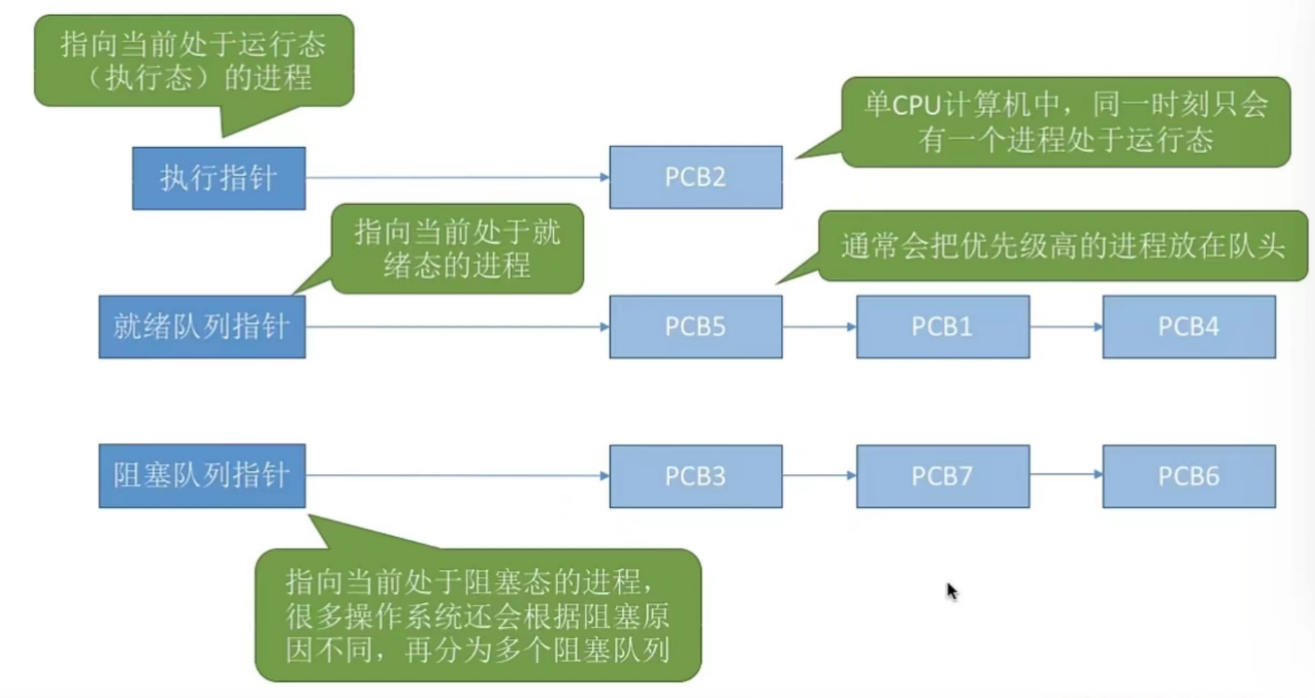 指向当前处于运行态
（执行态）的进程
单CPU计算机中，同一时刻只会
有一个进程处于运行态
执行指针
PCB2
指向当前处于就
绪态的进程
通常会把优先级高的进程放在队头
就绪队列指针
PCB5
PCB1
PCB4
阻塞队列指针
PCB3
PCB7
PCB6
指向当前处于阻塞态的进程，
很多操作系统还会根据阻塞原
因不同，再分为多个阻塞队列